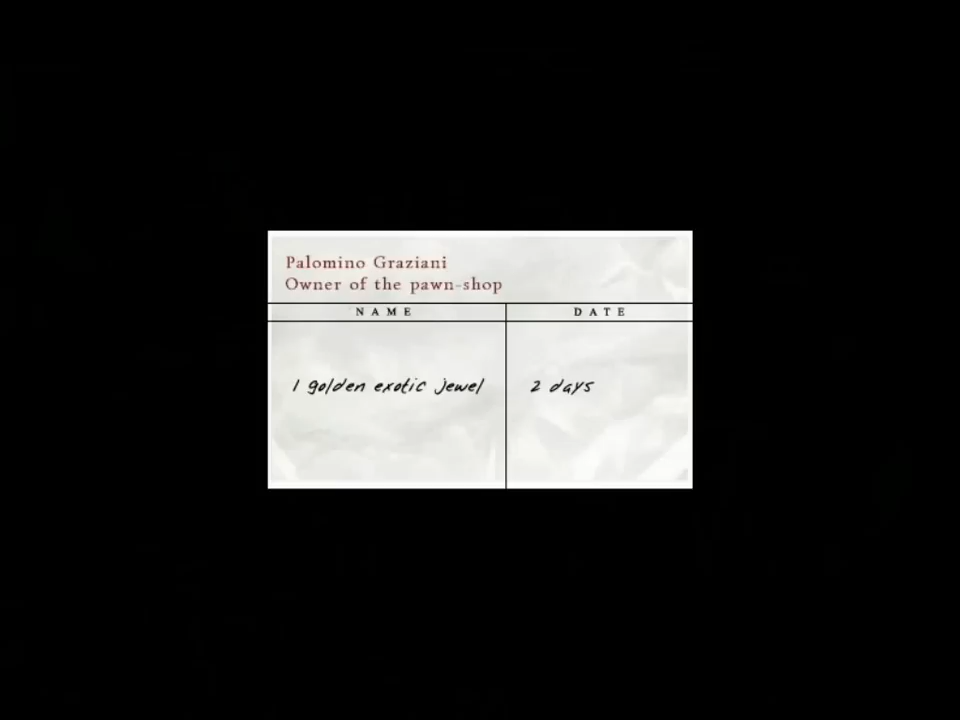 Palomino Graziani
Owner of the pawn-shop
NAME DATE
1 golden exotic jewel 2 days